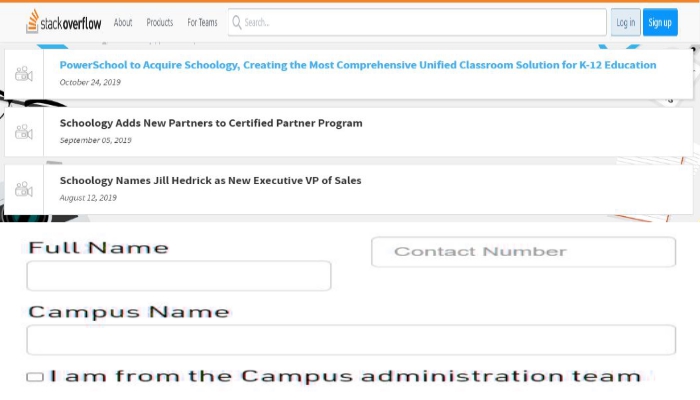 stackoverflow About Products For Teams Search... Log in Sign up
PowerSchool to Acquire Schoology, Creating the Most Comprehensive Unified Classroom Solution for K-12 Education
October 24, 2019
Schoology Adds New Partners to Certified Partner Program
September 05, 2019
Schoology Names Jill Hedrick as New Executive VP of Sales
August 12, 2019
Full Name
Contact Number
Campus Name
I am from the Campus administration team